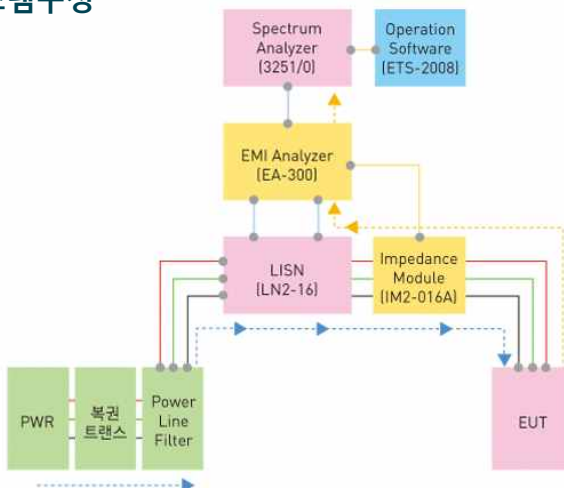 Spectrum
Analyzer
(3251/0)
Operation
Software
(ETS-2008)
EMI Analyzer
(EA-300)
LISN
(LN2-16)
Impedance
Module
(IM2-016A)
PWR
복권
트랜스
Power
Line
Filter
EUT